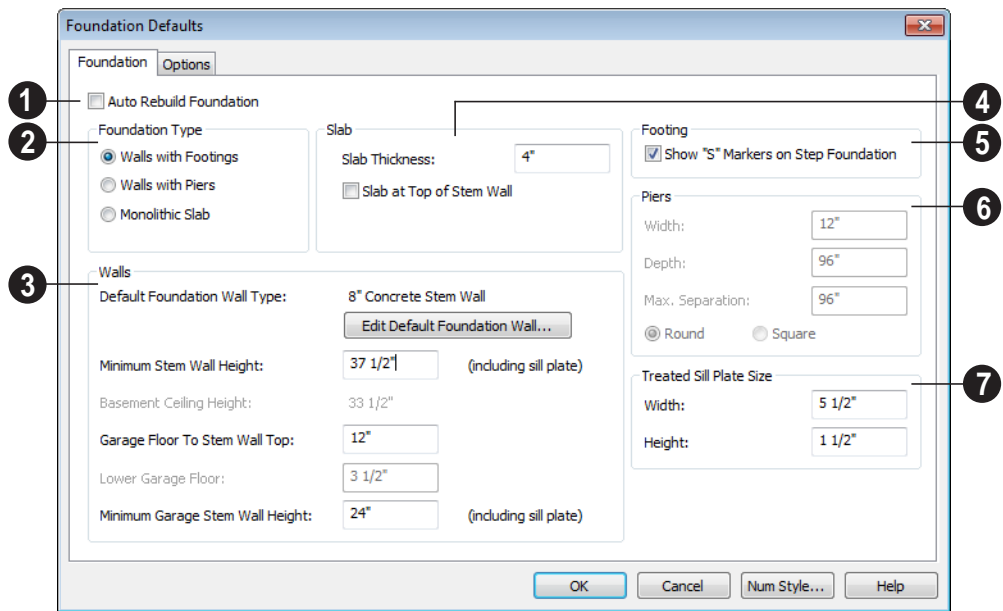 Foundation Defaults
Foundation
Options
1
Auto Rebuild Foundation
2
Foundation Type
Walls with Footings
Walls with Piers
Monolithic Slab
4
Slab
Slab Thickness:
4"
Slab at Top of Stem Wall
5
Footing
Show "S" Markers on Step Foundation
6
Piers
Width:
12"
Depth:
96"
Max. Separation:
96"
Round
Square
3
Walls
Default Foundation Wall Type:
8" Concrete Stem Wall
Edit Default Foundation Wall...
Minimum Stem Wall Height:
37 1/2"
(including sill plate)
Basement Ceiling Height:
33 1/2"
Garage Floor To Stem Wall Top:
12"
Lower Garage Floor:
3 1/2"
Minimum Garage Stem Wall Height:
24"
(including sill plate)
7
Treated Sill Plate Size
Width:
5 1/2"
Height:
1 1/2"
OK
Cancel
Num Style...
Help